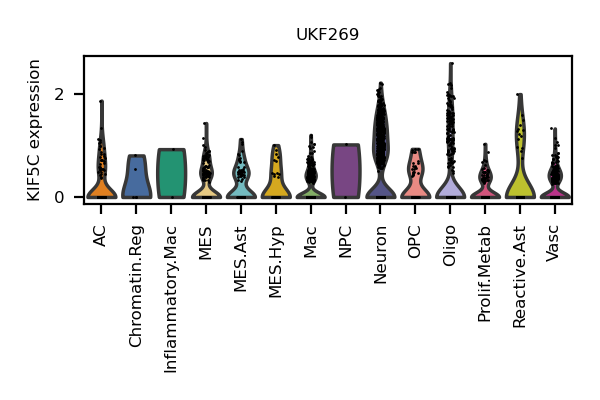 UKF269
KIF5C expression
2
0
AC
Chromatin.Reg
Inflammatory.Mac
MES
MES.Ast
MES.Hyp
Mac
NPC
Neuron
OPC
Oligo
Prolif.Metab
Reactive.Ast
Vasc